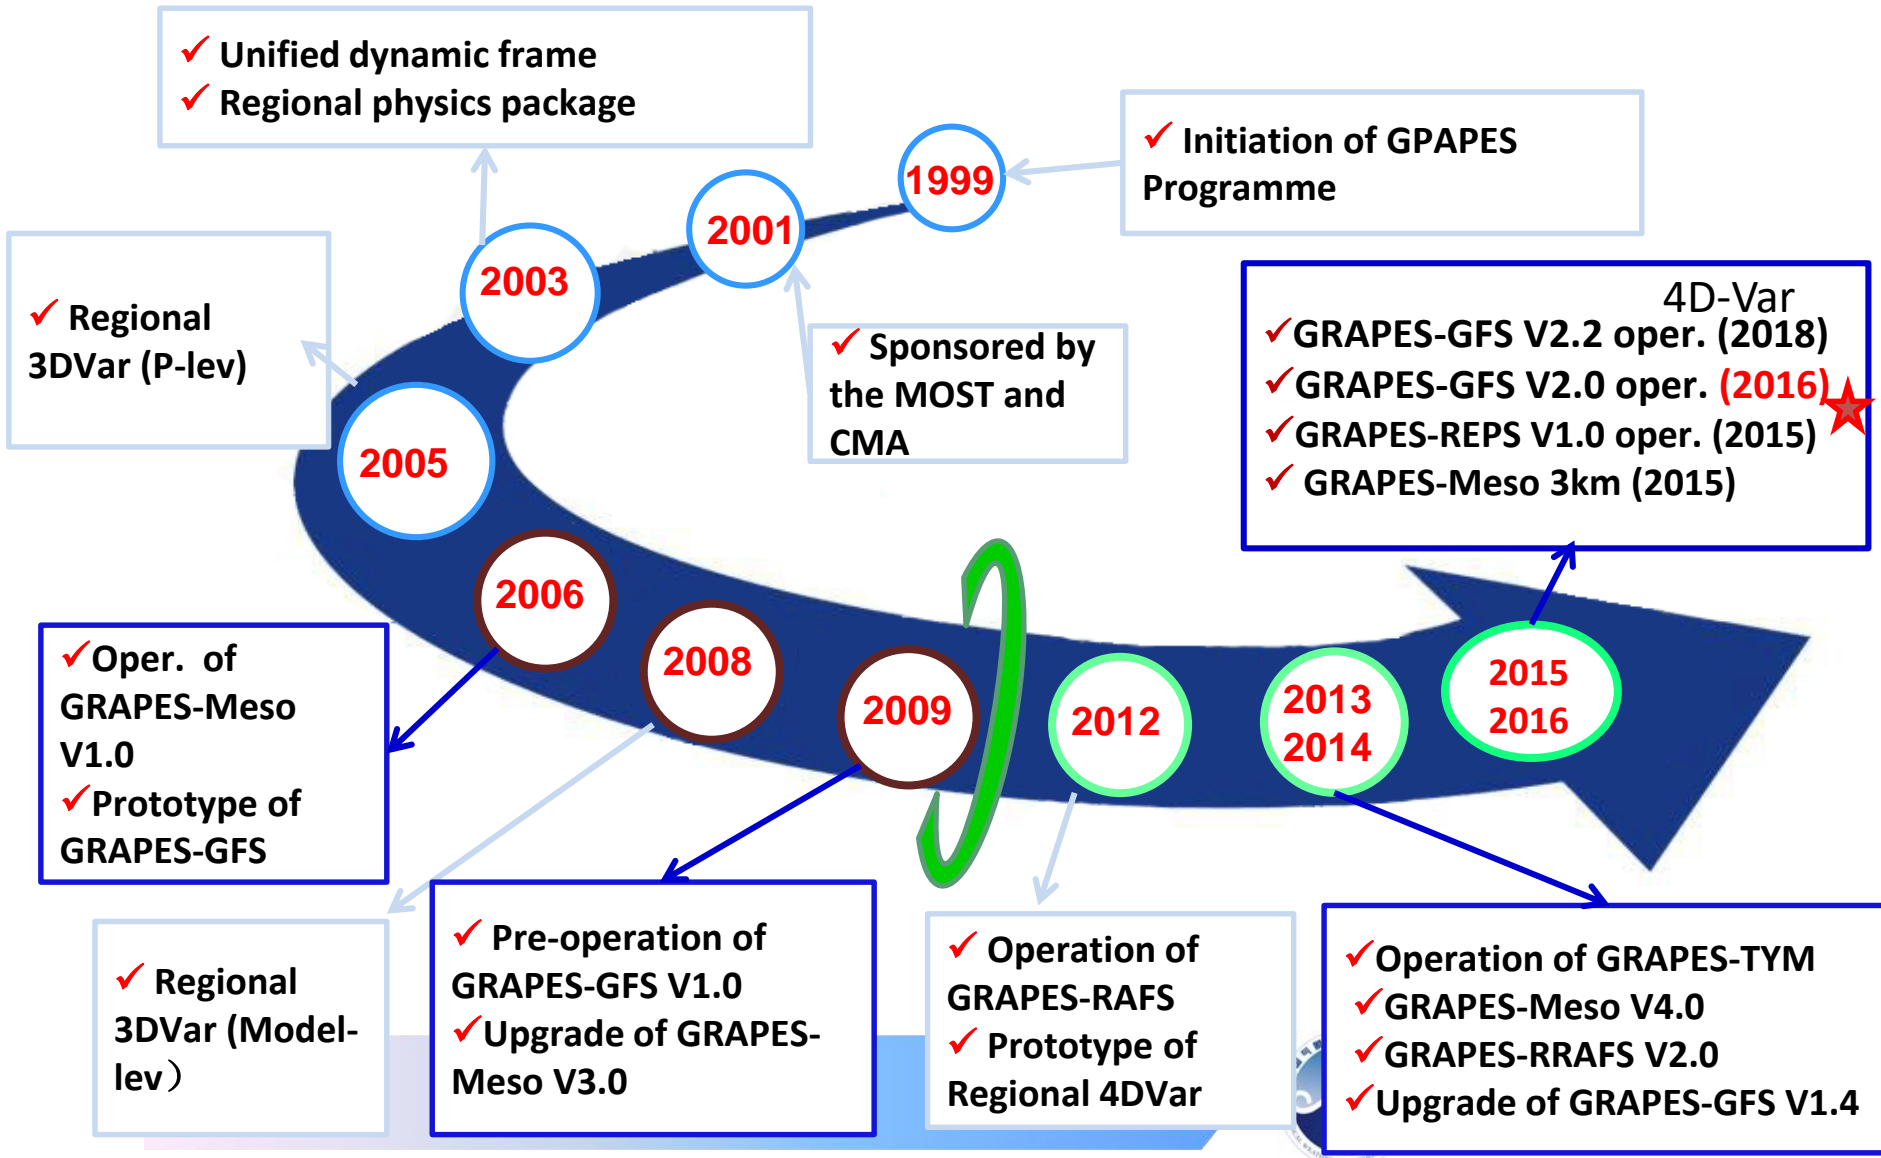 ✓ Unified dynamic frame
✓ Regional physics package
✓ Initiation of GPAPES
Programme
1999
2001
2003
2005
✓ Regional
3DVar (P-lev)
✓ Sponsored by
the MOST and
CMA
4D-Var
✓GRAPES-GFS V2.2 oper. (2018)
✓GRAPES-GFS V2.0 oper. (2016)
✓GRAPES-REPS V1.0 oper. (2015)
✓ GRAPES-Meso 3km (2015)
2006
2008
2009
2012
2013
2014
2015
2016
✓Oper. of
GRAPES-Meso
V1.0
✓Prototype of
GRAPES-GFS
✓ Regional
3DVar (Model-
lev）
✓ Pre-operation of
GRAPES-GFS V1.0
✓Upgrade of GRAPES-
Meso V3.0
✓ Operation of
GRAPES-RAFS
✓ Prototype of
Regional 4DVar
✓Operation of GRAPES-TYM
✓GRAPES-Meso V4.0
✓GRAPES-RRAFS V2.0
✓Upgrade of GRAPES-GFS V1.4